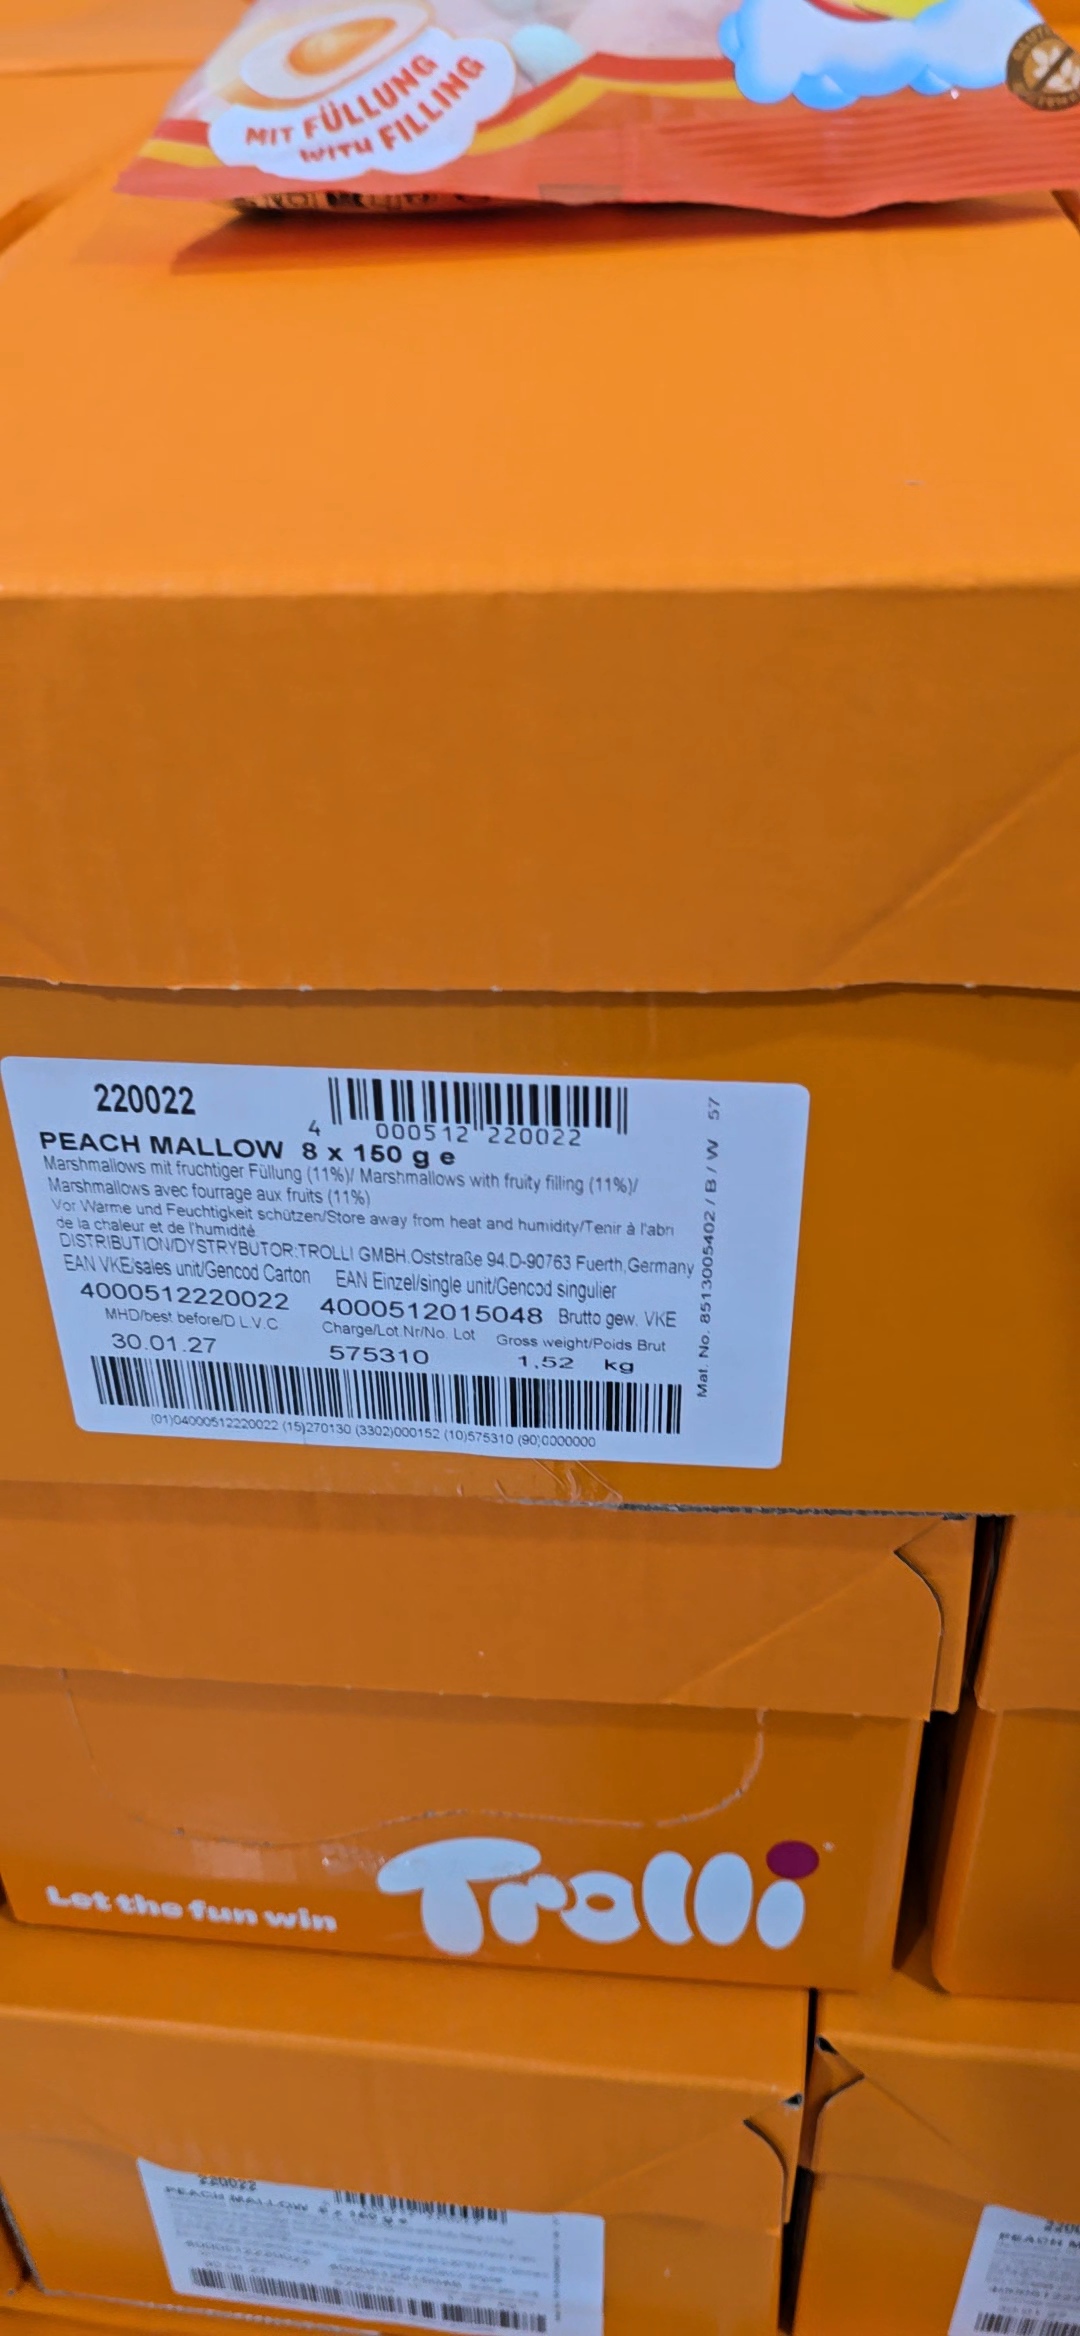 MIT FÜLLUNG
WITH FILLING
220022
4 000512 220022
PEACH MALLOW 8 x 150 g e
Marshmallows mit fruchtiger Füllung (11%)/ Marshmallows with fruity filling (11%)/
Marshmallows avec fourrage aux fruits (11%)
Vor Warme und Feuchtigkeit schützen/Store away from heat and humidity/Tenir à l'abri
de la chaleur et de l'humidité
DISTRIBUTION/DYSTRYBUTOR:TROLLI GMBH.Oststraße 94.D-90763 Fuerth,Germany
EAN VKE/sales unit/Gencod Carton EAN Einzel/single unit/Gencod singulier
4000512220022 4000512015048 Brutto gew. VKE
MHD/best before/D.L.V.C. Charge/Lot.Nr/No. Lot Gross weight/Poids Brut
30.01.27 575310 1,52 kg
(01)04000512220022 (15)270130 (3302)000152 (10)575310 (90)0000000
Mat. No. 8513005402 / B / W 57
Let the fun win
Trolli
220022
PEACH MALLOW 8 x 150 g e
PEACH M